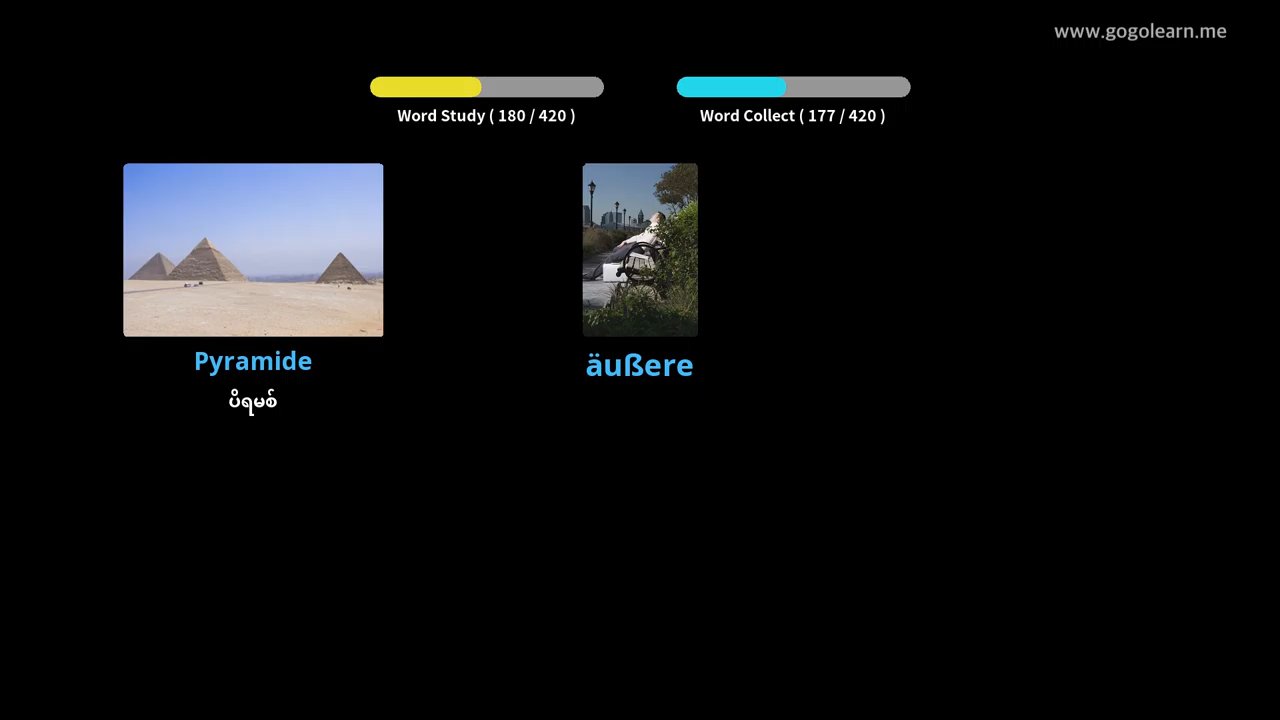 www.gogolearn.me
Word Study ( 180 / 420 )
Word Collect ( 177 / 420 )
Pyramide
ပိရမစ်
äußere